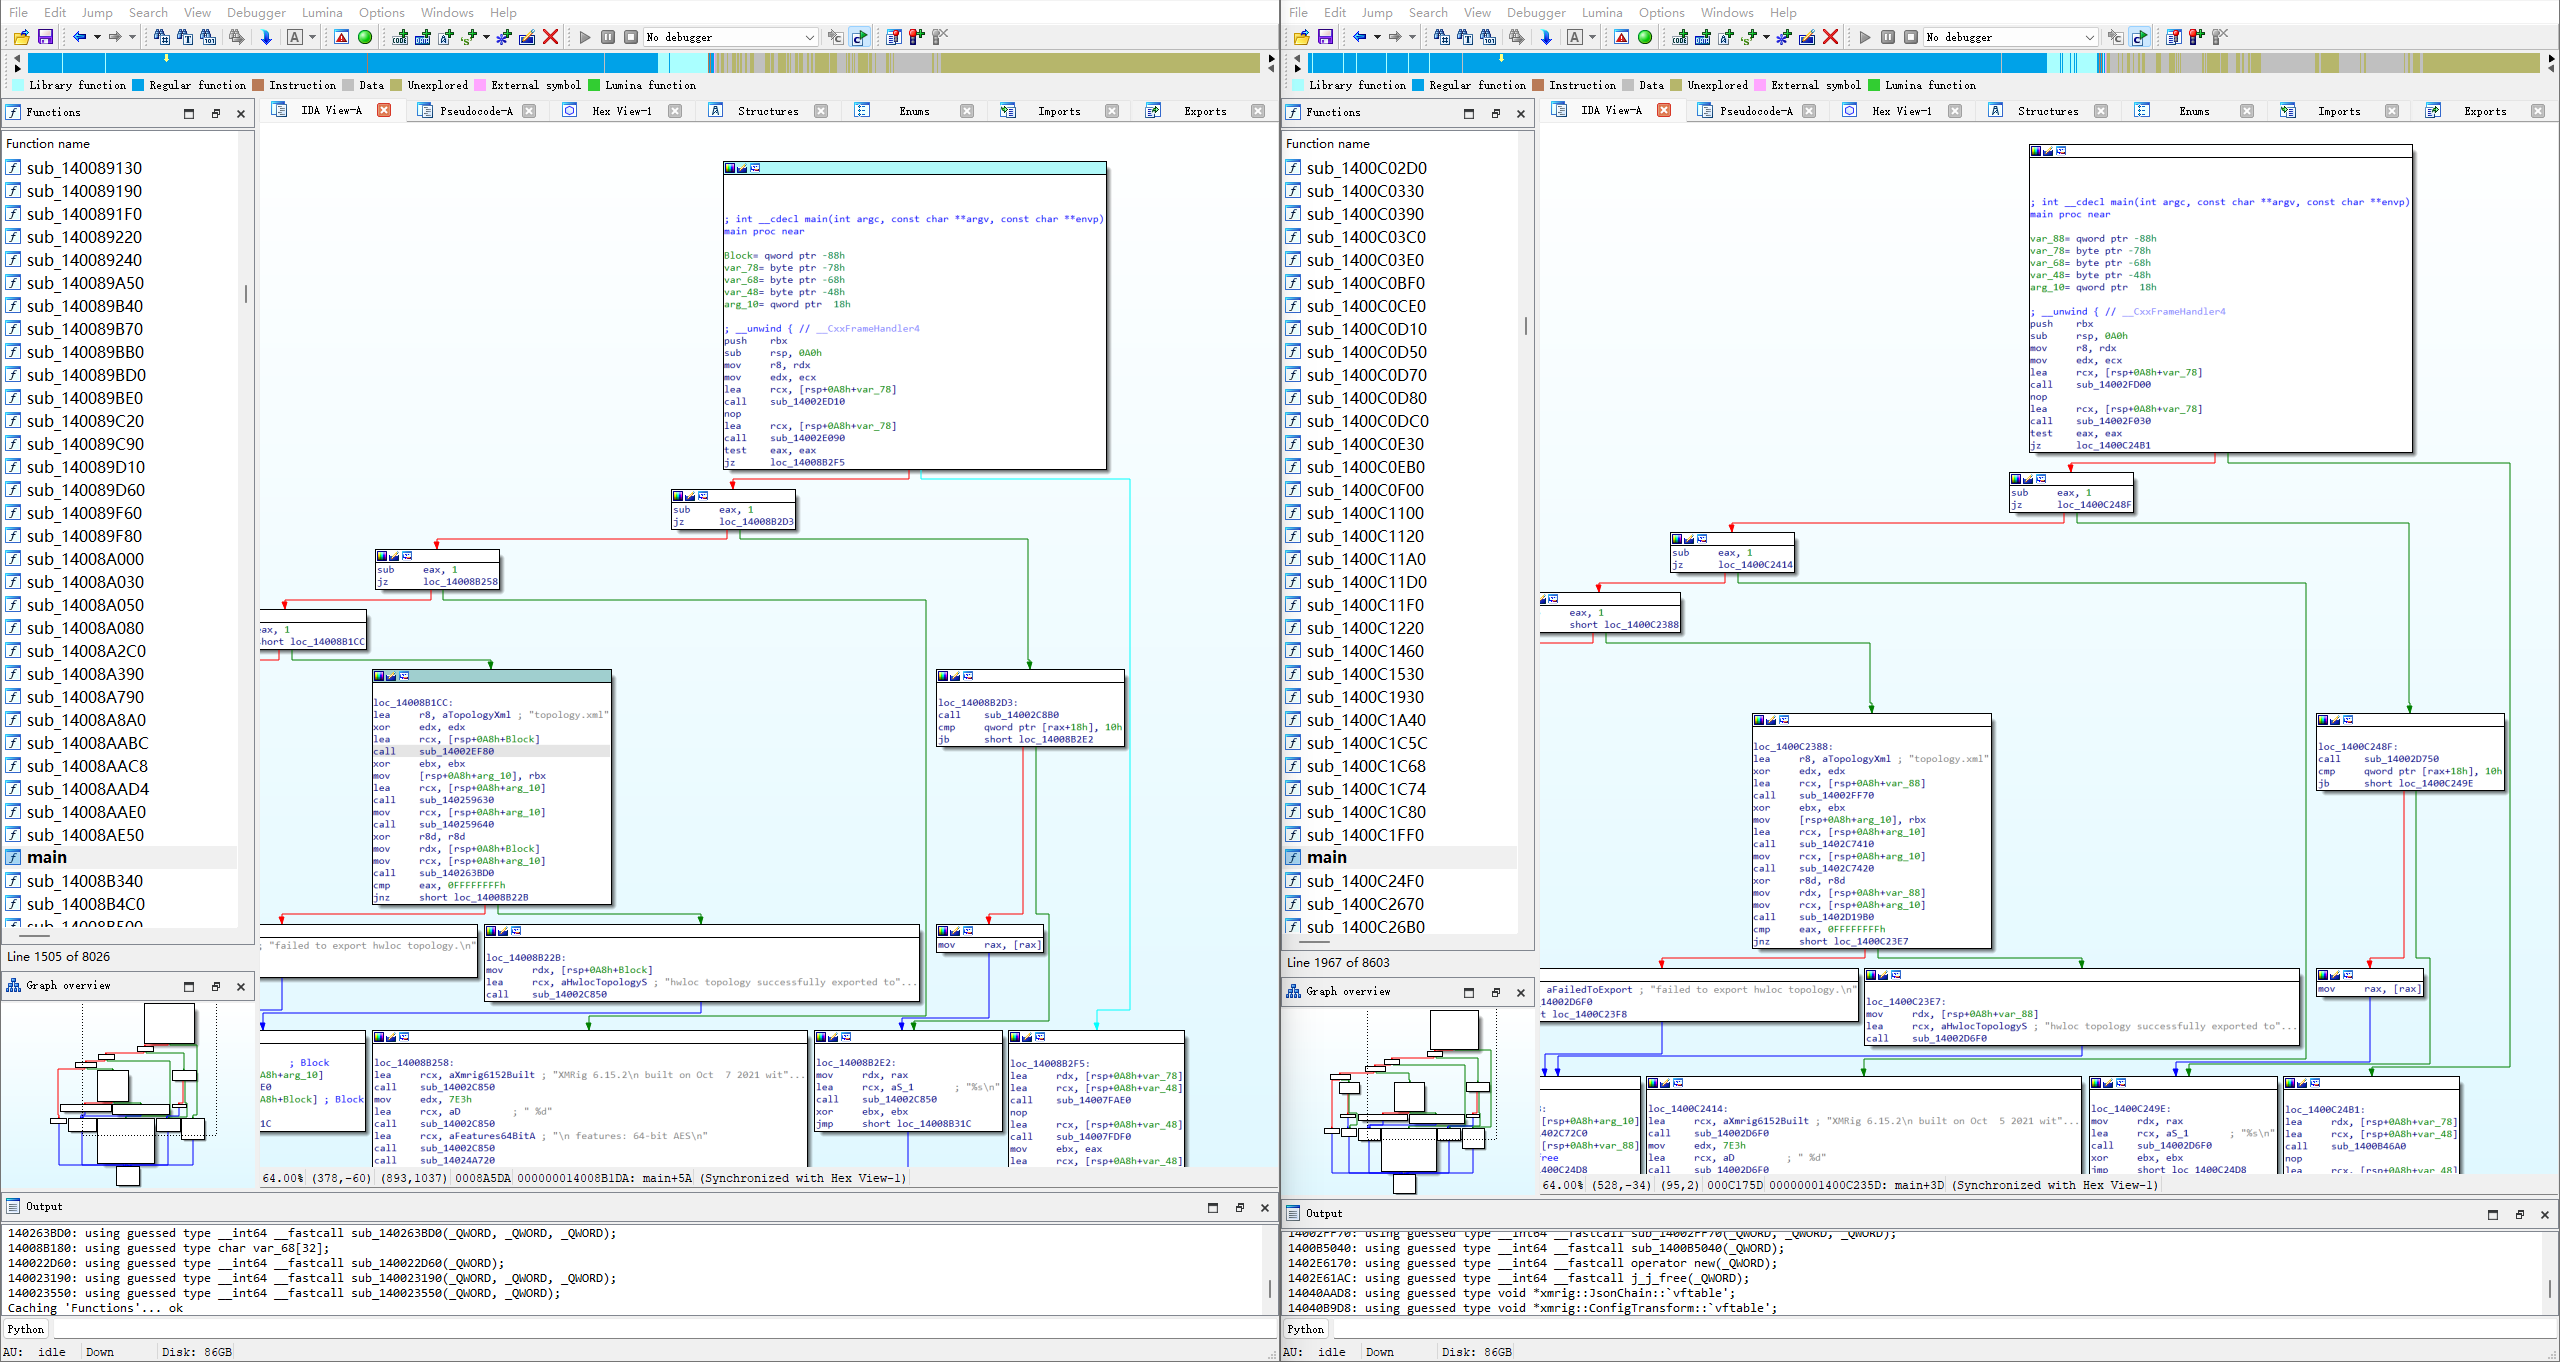 File Edit Jump Search View Debugger Lumina Options Windows Help
No debugger
Library function Regular function Instruction Data Unexplored External symbol Lumina function
Functions
IDA View-A Pseudocode-A Hex View-1 Structures Enums Imports Exports
Function name
sub_140089130
sub_140089190
sub_1400891F0
sub_140089220
sub_140089240
sub_140089A50
sub_140089B40
sub_140089B70
sub_140089BB0
sub_140089BD0
sub_140089BE0
sub_140089C20
sub_140089C90
sub_140089D10
sub_140089D60
sub_140089F60
sub_140089F80
sub_14008A000
sub_14008A030
sub_14008A050
sub_14008A080
sub_14008A2C0
sub_14008A390
sub_14008A790
sub_14008A8A0
sub_14008AABC
sub_14008AAC8
sub_14008AAD4
sub_14008AAE0
sub_14008AE50
main
sub_14008B340
sub_14008B4C0
Line 1505 of 8026
Graph overview
; int __cdecl main(int argc, const char **argv, const char **envp)
main proc near
Block= qword ptr -88h
var_78= byte ptr -78h
var_68= byte ptr -68h
var_48= byte ptr -48h
arg_10= qword ptr 18h
; __unwind { // __CxxFrameHandler4
push rbx
sub rsp, 0A0h
mov r8, rdx
mov edx, ecx
lea rcx, [rsp+0A8h+var_78]
call sub_14002ED10
nop
lea rcx, [rsp+0A8h+var_78]
call sub_14002E090
test eax, eax
jz loc_14008B2F5
sub eax, 1
jz loc_14008B2D3
sub eax, 1
jz loc_14008B258
eax, 1
short loc_14008B1CC
loc_14008B1CC:
lea r8, aTopologyXml ; "topology.xml"
xor edx, edx
lea rcx, [rsp+0A8h+Block]
call sub_14002EF80
xor ebx, ebx
mov [rsp+0A8h+arg_10], rbx
lea rcx, [rsp+0A8h+arg_10]
call sub_140259630
mov rcx, [rsp+0A8h+arg_10]
call sub_140259640
xor r8d, r8d
mov rdx, [rsp+0A8h+Block]
mov rcx, [rsp+0A8h+arg_10]
call sub_140263BD0
cmp eax, 0FFFFFFFFh
jnz short loc_14008B22B
loc_14008B2D3:
call sub_14002C8B0
cmp qword ptr [rax+18h], 10h
jb short loc_14008B2E2
; "failed to export hwloc topology.\n"
loc_14008B22B:
mov rdx, [rsp+0A8h+Block]
lea rcx, aHwlocTopologyS ; "hwloc topology successfully exported to"...
call sub_14002C850
mov rax, [rax]
; Block
A8h+arg_10]
E0
A8h+Block] ; Block
1C
loc_14008B258:
lea rcx, aXmrig6152Built ; "XMRig 6.15.2\n built on Oct  7 2021 wit"...
call sub_14002C850
mov edx, 7E3h
lea rcx, aD ; " %d"
call sub_14002C850
lea rcx, aFeatures64BitA ; "\n features: 64-bit AES\n"
call sub_14002C850
call sub_14024A720
loc_14008B2E2:
mov rdx, rax
lea rcx, aS_1 ; "%s\n"
call sub_14002C850
xor ebx, ebx
jmp short loc_14008B31C
loc_14008B2F5:
lea rdx, [rsp+0A8h+var_78]
lea rcx, [rsp+0A8h+var_48]
call sub_14007FAE0
nop
lea rcx, [rsp+0A8h+var_48]
call sub_14007FDF0
mov ebx, eax
lea rcx, [rsp+0A8h+var_48]
64.00% (378,-60) (893,1037) 0008A5DA 000000014008B1DA: main+5A (Synchronized with Hex View-1)
Output
140263BD0: using guessed type __int64 __fastcall sub_140263BD0(_QWORD, _QWORD, _QWORD);
14008B180: using guessed type char var_68[32];
140022D60: using guessed type __int64 __fastcall sub_140022D60(_QWORD);
140023190: using guessed type __int64 __fastcall sub_140023190(_QWORD, _QWORD, _QWORD);
140023550: using guessed type __int64 __fastcall sub_140023550(_QWORD, _QWORD);
Caching 'Functions'... ok
Python
AU: idle Down Disk: 86GB
File Edit Jump Search View Debugger Lumina Options Windows Help
No debugger
Library function Regular function Instruction Data Unexplored External symbol Lumina function
Functions
IDA View-A Pseudocode-A Hex View-1 Structures Enums Imports Exports
Function name
sub_1400C02D0
sub_1400C0330
sub_1400C0390
sub_1400C03C0
sub_1400C03E0
sub_1400C0BF0
sub_1400C0CE0
sub_1400C0D10
sub_1400C0D50
sub_1400C0D70
sub_1400C0D80
sub_1400C0DC0
sub_1400C0E30
sub_1400C0EB0
sub_1400C0F00
sub_1400C1100
sub_1400C1120
sub_1400C11A0
sub_1400C11D0
sub_1400C11F0
sub_1400C1220
sub_1400C1460
sub_1400C1530
sub_1400C1930
sub_1400C1A40
sub_1400C1C5C
sub_1400C1C68
sub_1400C1C74
sub_1400C1C80
sub_1400C1FF0
main
sub_1400C24F0
sub_1400C2670
sub_1400C26B0
Line 1967 of 8603
Graph overview
; int __cdecl main(int argc, const char **argv, const char **envp)
main proc near
var_88= qword ptr -88h
var_78= byte ptr -78h
var_68= byte ptr -68h
var_48= byte ptr -48h
arg_10= qword ptr 18h
; __unwind { // __CxxFrameHandler4
push rbx
sub rsp, 0A0h
mov r8, rdx
mov edx, ecx
lea rcx, [rsp+0A8h+var_78]
call sub_14002FD00
nop
lea rcx, [rsp+0A8h+var_78]
call sub_14002F030
test eax, eax
jz loc_1400C24B1
sub eax, 1
jz loc_1400C248F
sub eax, 1
jz loc_1400C2414
eax, 1
short loc_1400C2388
loc_1400C2388:
lea r8, aTopologyXml ; "topology.xml"
xor edx, edx
lea rcx, [rsp+0A8h+var_88]
call sub_14002FF70
xor ebx, ebx
mov [rsp+0A8h+arg_10], rbx
lea rcx, [rsp+0A8h+arg_10]
call sub_1402C7410
mov rcx, [rsp+0A8h+arg_10]
call sub_1402C7420
xor r8d, r8d
mov rdx, [rsp+0A8h+var_88]
mov rcx, [rsp+0A8h+arg_10]
call sub_1402D19B0
cmp eax, 0FFFFFFFFh
jnz short loc_1400C23E7
loc_1400C248F:
call sub_14002D750
cmp qword ptr [rax+18h], 10h
jb short loc_1400C249E
aFailedToExport ; "failed to export hwloc topology.\n"
14002D6F0
t loc_1400C23F8
loc_1400C23E7:
mov rdx, [rsp+0A8h+var_88]
lea rcx, aHwlocTopologyS ; "hwloc topology successfully exported to"...
call sub_14002D6F0
mov rax, [rax]
[rsp+0A8h+arg_10]
1402C72C0
[rsp+0A8h+var_88]
free
1400C24D8
loc_1400C2414:
lea rcx, aXmrig6152Built ; "XMRig 6.15.2\n built on Oct  5 2021 wit"...
call sub_14002D6F0
mov edx, 7E3h
lea rcx, aD ; " %d"
call sub_14002D6F0
loc_1400C249E:
mov rdx, rax
lea rcx, aS_1 ; "%s\n"
call sub_14002D6F0
xor ebx, ebx
jmp short loc_1400C24D8
loc_1400C24B1:
lea rdx, [rsp+0A8h+var_78]
lea rcx, [rsp+0A8h+var_48]
call sub_1400B46A0
nop
lea rcx, [rsp+0A8h+var_48]
64.00% (528,-34) (95,2) 000C175D 00000001400C235D: main+3D (Synchronized with Hex View-1)
Output
14002FF70: using guessed type __int64 __fastcall sub_14002FF70(_QWORD, _QWORD, _QWORD);
1400B5040: using guessed type __int64 __fastcall sub_1400B5040(_QWORD);
1402E6170: using guessed type __int64 __fastcall operator new(_QWORD);
1402E61AC: using guessed type __int64 __fastcall j_j_free(_QWORD);
14040AAD8: using guessed type void *xmrig::JsonChain::`vftable';
14040B9D8: using guessed type void *xmrig::ConfigTransform::`vftable';
Python
AU: idle Down Disk: 86GB